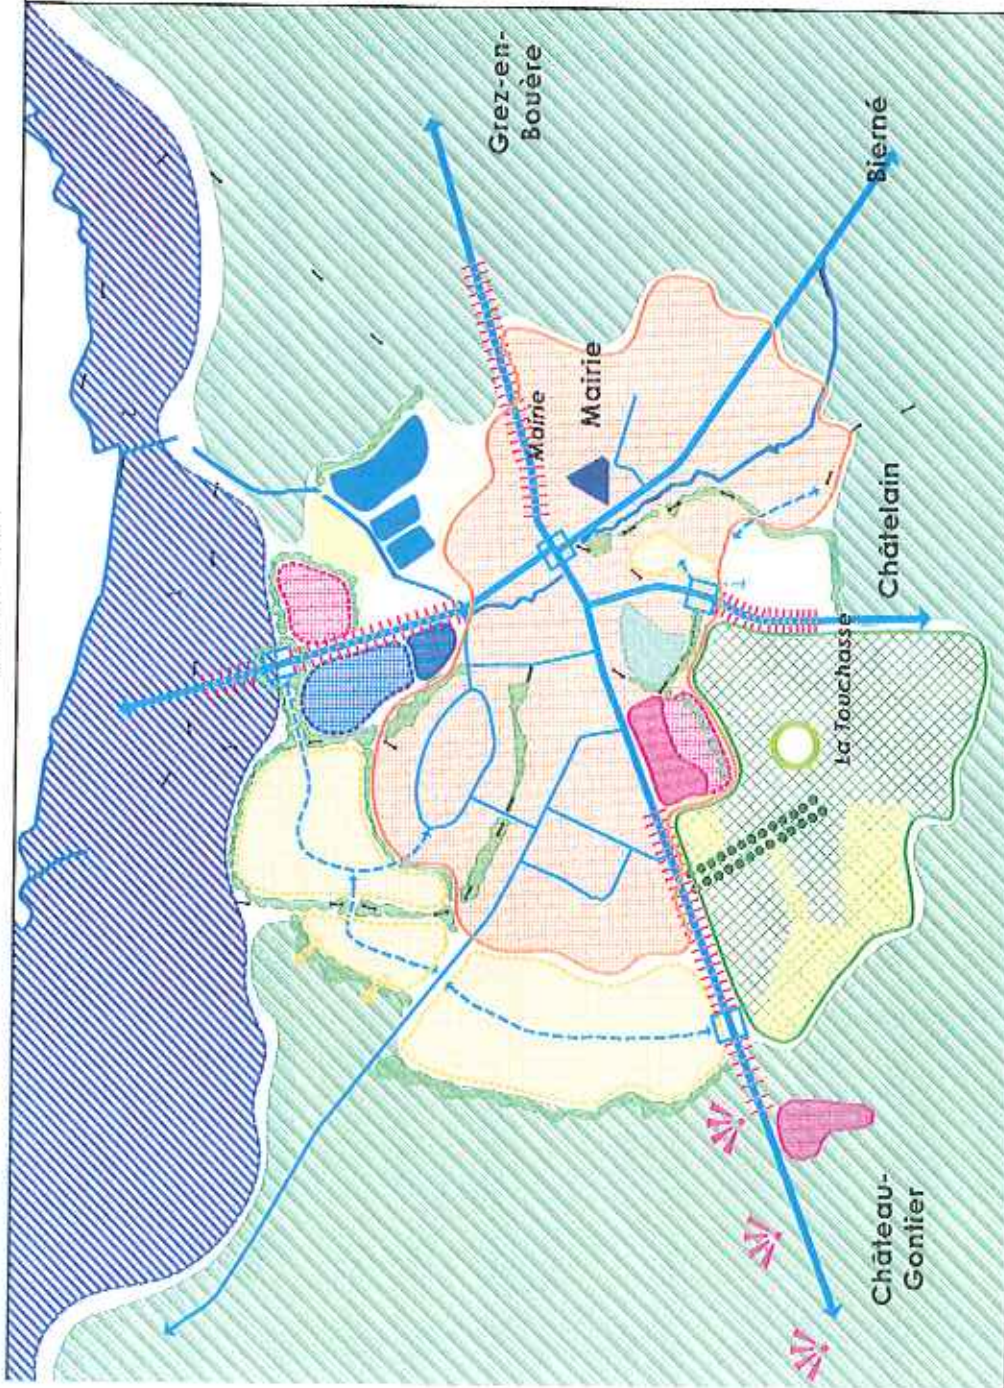 Grez-en-
Bouère
Bierné
Mairie
Mairie
Châtelain
La Touchasse
Château-
Gontier